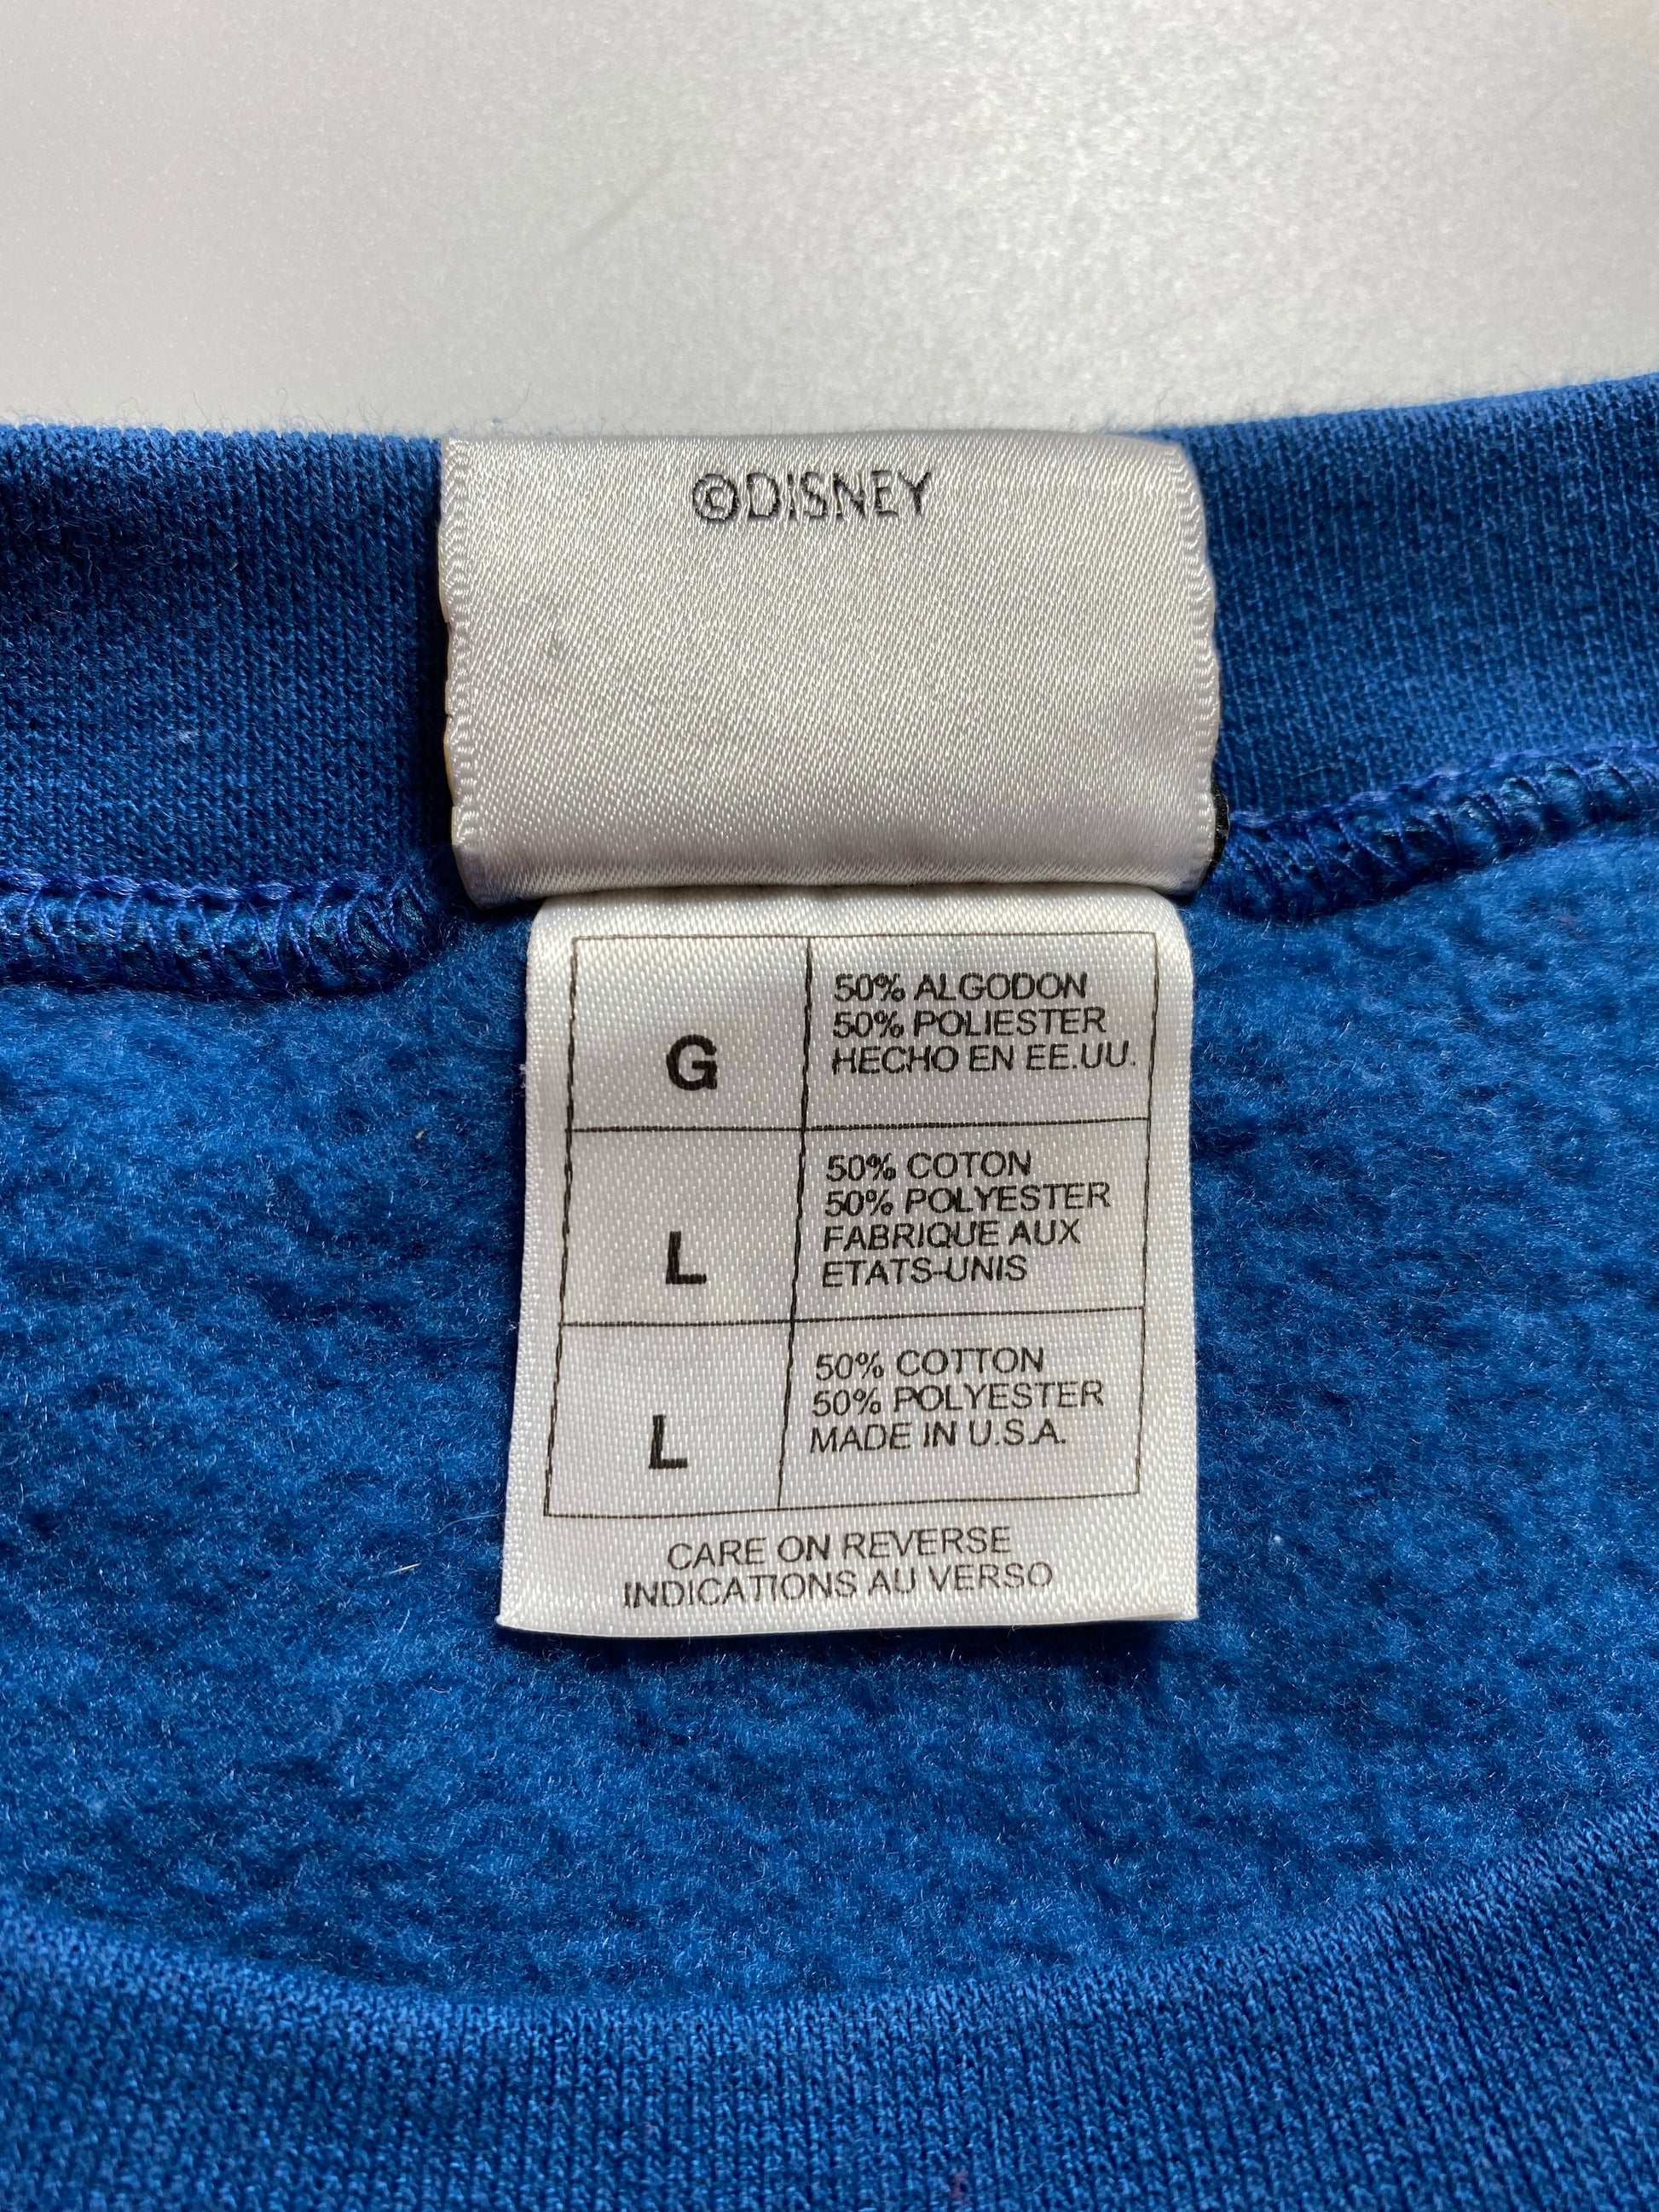 ©DISNEY
G
50% ALGODON
50% POLIESTER
HECHO EN EE.UU.
L
50% COTON
50% POLYESTER
FABRIQUE AUX
ETATS-UNIS
L
50% COTTON
50% POLYESTER
MADE IN U.S.A.
CARE ON REVERSE
INDICATIONS AU VERSO